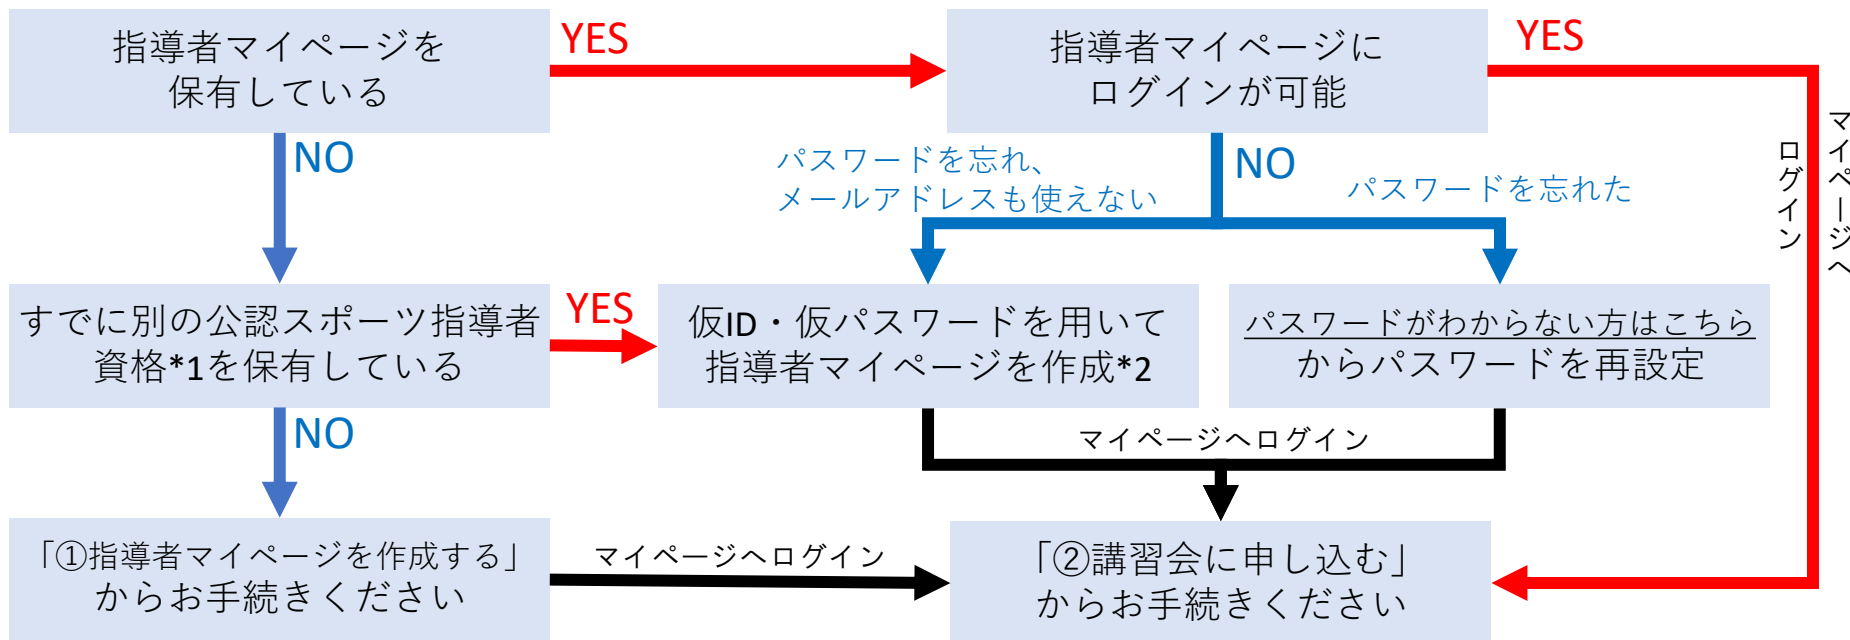 指導者マイページを
保有している
YES
指導者マイページに
ログインが可能
YES
マイページへ
ログイン
NO
パスワードを忘れ、
メールアドレスも使えない
NO
パスワードを忘れた
すでに別の公認スポーツ指導者
資格*1を保有している
YES
仮ID・仮パスワードを用いて
指導者マイページを作成*2
パスワードがわからない方はこちら
からパスワードを再設定
NO
マイページへログイン
「①指導者マイページを作成する」
からお手続きください
マイページへログイン
「②講習会に申し込む」
からお手続きください